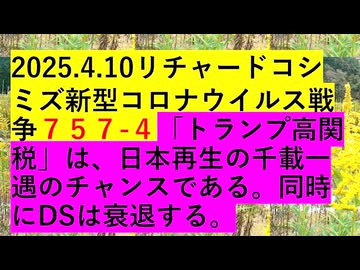 2025.4.10リチャードコシ
ミズ新型コロナウイルス戦
争７５７-４「トランプ高関
税」は、日本再生の千載一
遇のチャンスである。同時
にDSは衰退する。